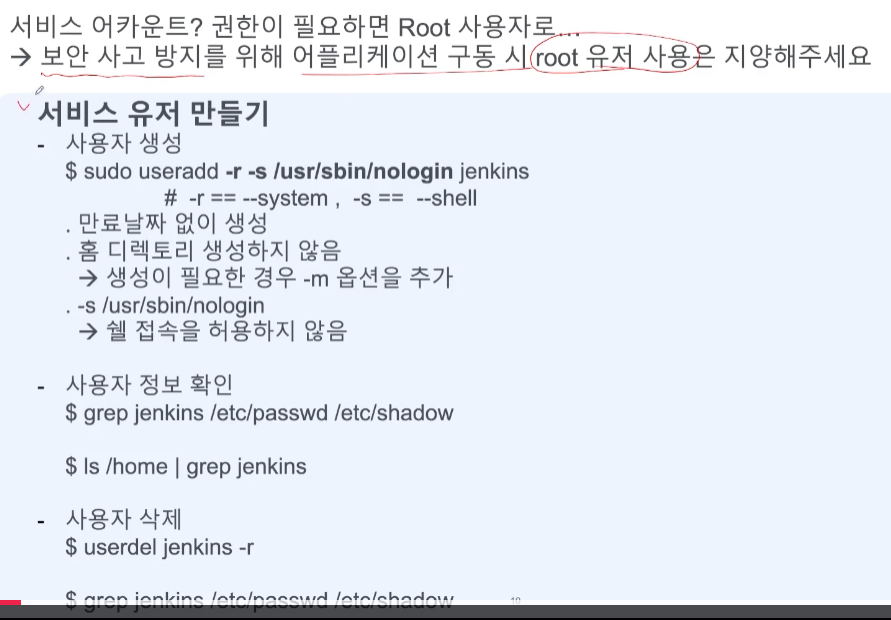 서비스 어카운트? 권한이 필요하면 Root 사용자로...
→ 보안 사고 방지를 위해 어플리케이션 구동 시 root 유저 사용은 지양해주세요
서비스 유저 만들기
- 사용자 생성
$ sudo useradd -r -s /usr/sbin/nologin jenkins
# -r == --system , -s == --shell
. 만료날짜 없이 생성
. 홈 디렉토리 생성하지 않음
→ 생성이 필요한 경우 -m 옵션을 추가
. -s /usr/sbin/nologin
→ 쉘 접속을 허용하지 않음
- 사용자 정보 확인
$ grep jenkins /etc/passwd /etc/shadow
$ ls /home | grep jenkins
- 사용자 삭제
$ userdel jenkins -r
$ grep jenkins /etc/passwd /etc/shadow